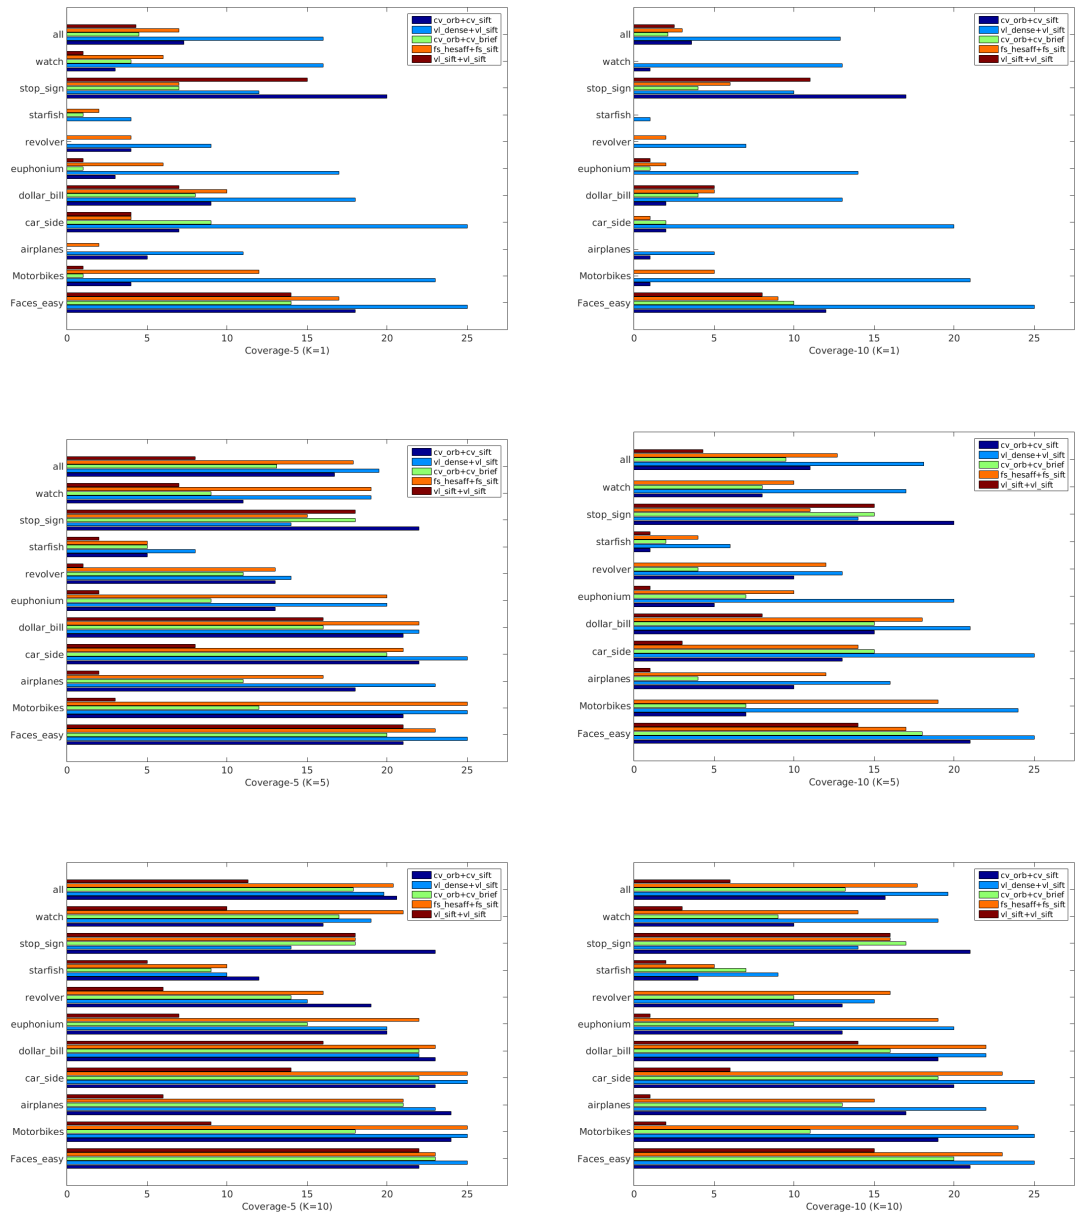 cv_orb+cv_sift
vl_dense+vl_sift
cv_orb+cv_brief
fs_hesaff+fs_sift
vl_sift+vl_sift
all
watch
stop_sign
starfish
revolver
euphonium
dollar_bill
car_side
airplanes
Motorbikes
Faces_easy
0 5 10 15 20 25
Coverage-5 (K=1)
cv_orb+cv_sift
vl_dense+vl_sift
cv_orb+cv_brief
fs_hesaff+fs_sift
vl_sift+vl_sift
all
watch
stop_sign
starfish
revolver
euphonium
dollar_bill
car_side
airplanes
Motorbikes
Faces_easy
0 5 10 15 20 25
Coverage-10 (K=1)
cv_orb+cv_sift
vl_dense+vl_sift
cv_orb+cv_brief
fs_hesaff+fs_sift
vl_sift+vl_sift
all
watch
stop_sign
starfish
revolver
euphonium
dollar_bill
car_side
airplanes
Motorbikes
Faces_easy
0 5 10 15 20 25
Coverage-5 (K=5)
cv_orb+cv_sift
vl_dense+vl_sift
cv_orb+cv_brief
fs_hesaff+fs_sift
vl_sift+vl_sift
all
watch
stop_sign
starfish
revolver
euphonium
dollar_bill
car_side
airplanes
Motorbikes
Faces_easy
0 5 10 15 20 25
Coverage-10 (K=5)
cv_orb+cv_sift
vl_dense+vl_sift
cv_orb+cv_brief
fs_hesaff+fs_sift
vl_sift+vl_sift
all
watch
stop_sign
starfish
revolver
euphonium
dollar_bill
car_side
airplanes
Motorbikes
Faces_easy
0 5 10 15 20 25
Coverage-5 (K=10)
cv_orb+cv_sift
vl_dense+vl_sift
cv_orb+cv_brief
fs_hesaff+fs_sift
vl_sift+vl_sift
all
watch
stop_sign
starfish
revolver
euphonium
dollar_bill
car_side
airplanes
Motorbikes
Faces_easy
0 5 10 15 20 25
Coverage-10 (K=10)